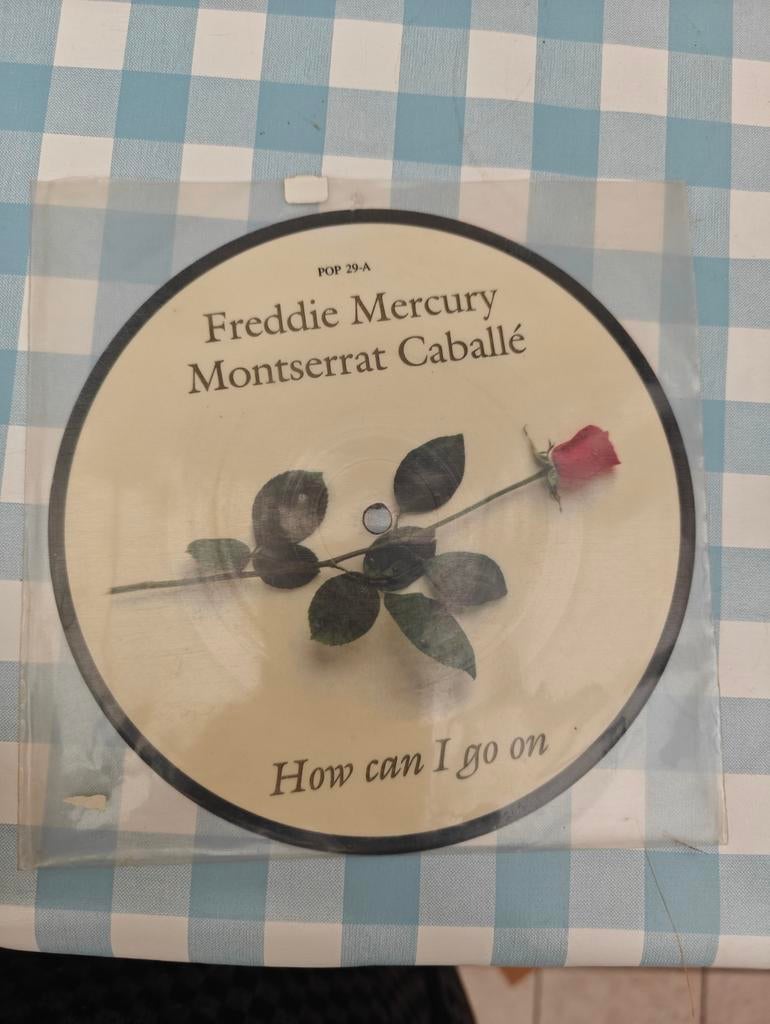 POP 29-A
Freddie Mercury
Montserrat Caballé
How can I go on